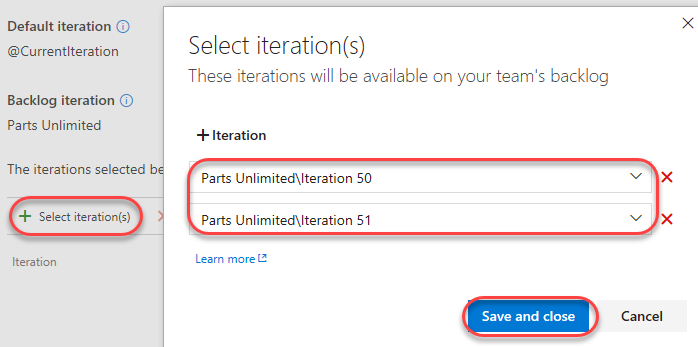 Default iteration
@CurrentIteration
Backlog iteration
Parts Unlimited
The iterations selected be
+ Select iteration(s)
Iteration
Select iteration(s)
These iterations will be available on your team's backlog
+ Iteration
Parts Unlimited\Iteration 50
Parts Unlimited\Iteration 51
Learn more
Save and close
Cancel